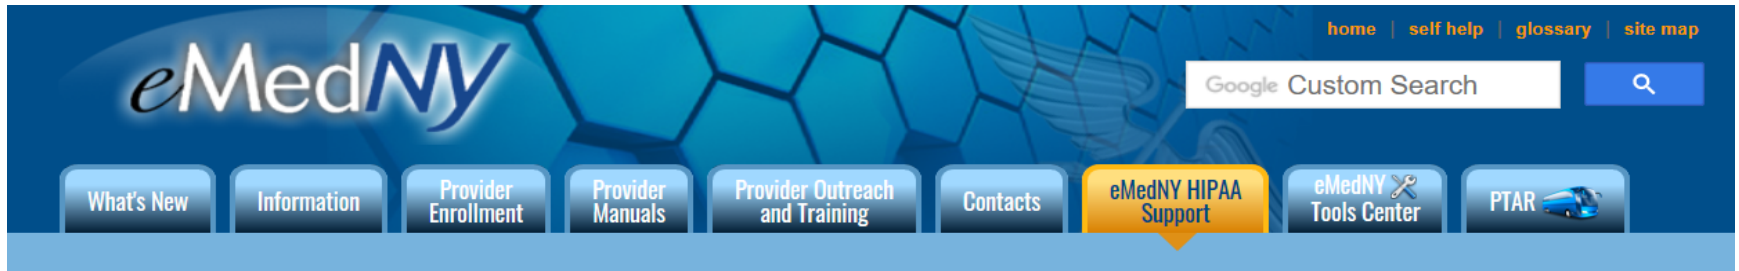 home | self help | glossary | site map
eMedNY
Google Custom Search
What's New
Information
Provider
Enrollment
Provider
Manuals
Provider Outreach
and Training
Contacts
eMedNY HIPAA
Support
eMedNY
Tools Center
PTAR